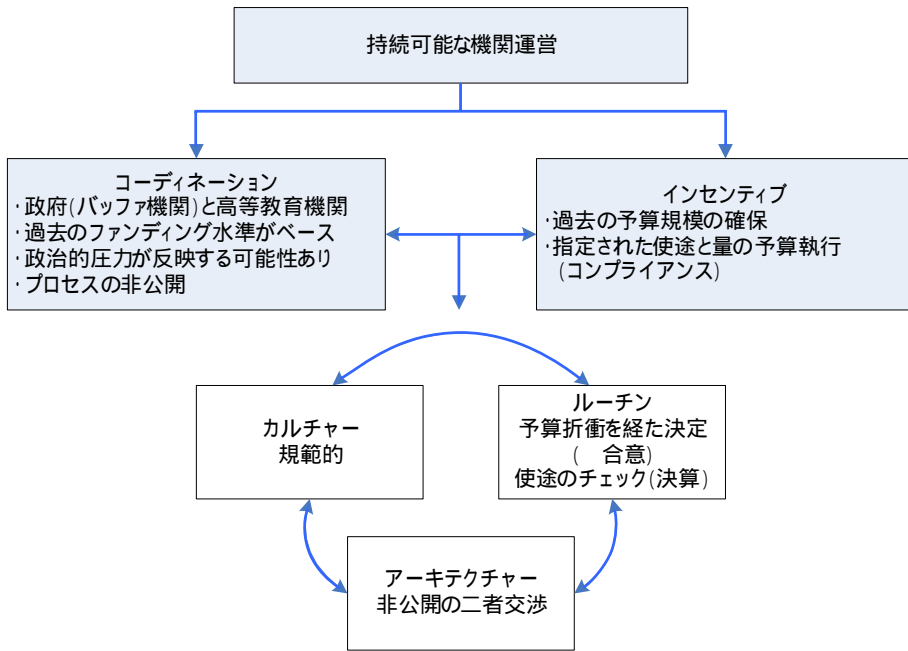 持続可能な機関運営
コーディネーション
・政府(バッファ機関)と高等教育機関
・過去のファンディング水準がベース
・政治的圧力が反映する可能性あり
・プロセスの非公開
インセンティブ
・過去の予算規模の確保
・指定された使途と量の予算執行
(コンプライアンス)
カルチャー
規範的
ルーチン
予算折衝を経た決定
(　合意)
使途のチェック(決算)
アーキテクチャー
非公開の二者交渉